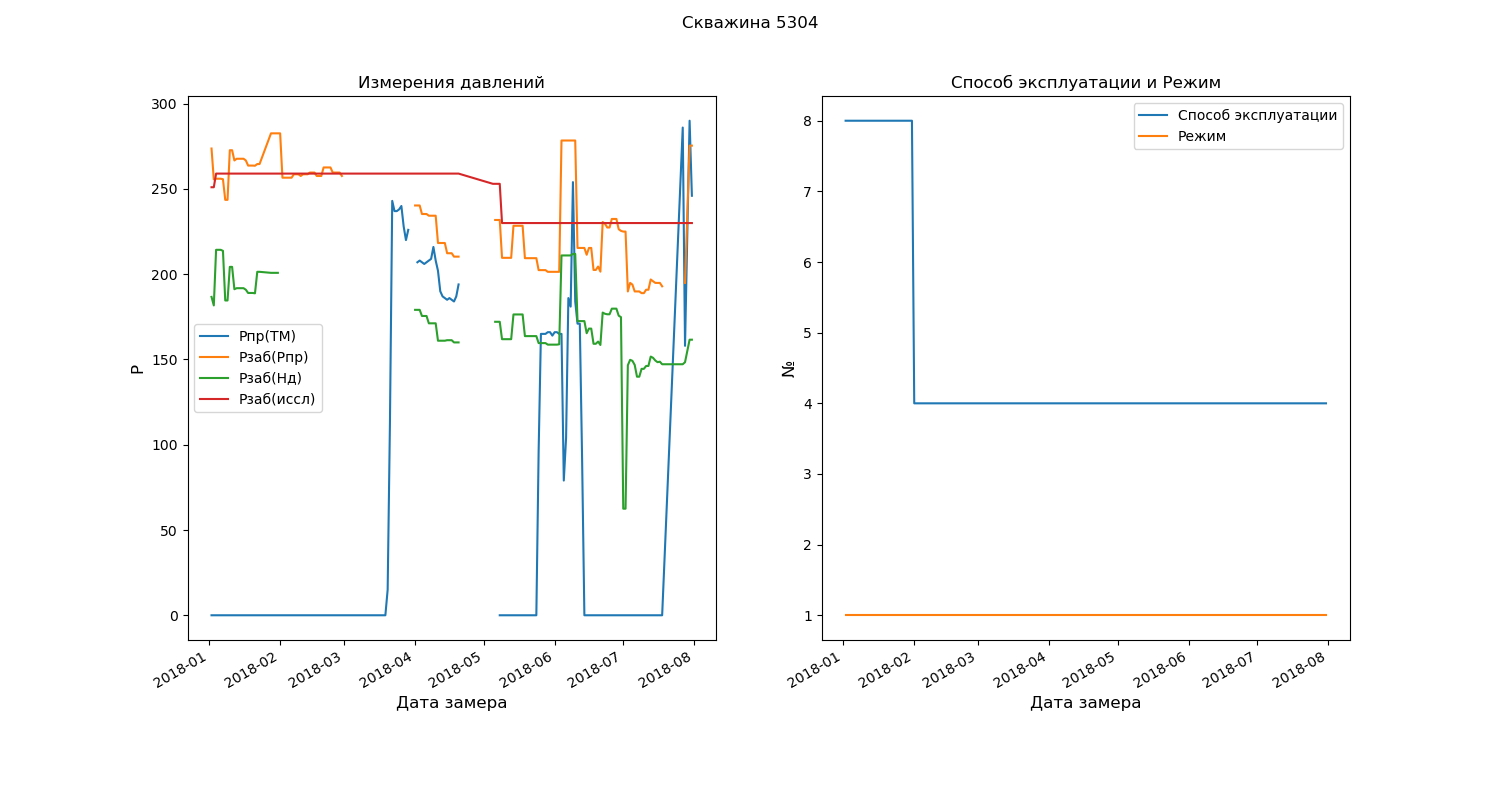 Скважина 5304
Измерения давлений
300
250
200
150
100
50
0
P
Рпр(ТМ)
Рзаб(Рпр)
Рзаб(Нд)
Рзаб(иссл)
2018-01
2018-02
2018-03
2018-04
2018-05
2018-06
2018-07
2018-08
Дата замера
Способ эксплуатации и Режим
8
7
6
5
4
3
2
1
№
Способ эксплуатации
Режим
2018-01
2018-02
2018-03
2018-04
2018-05
2018-06
2018-07
2018-08
Дата замера